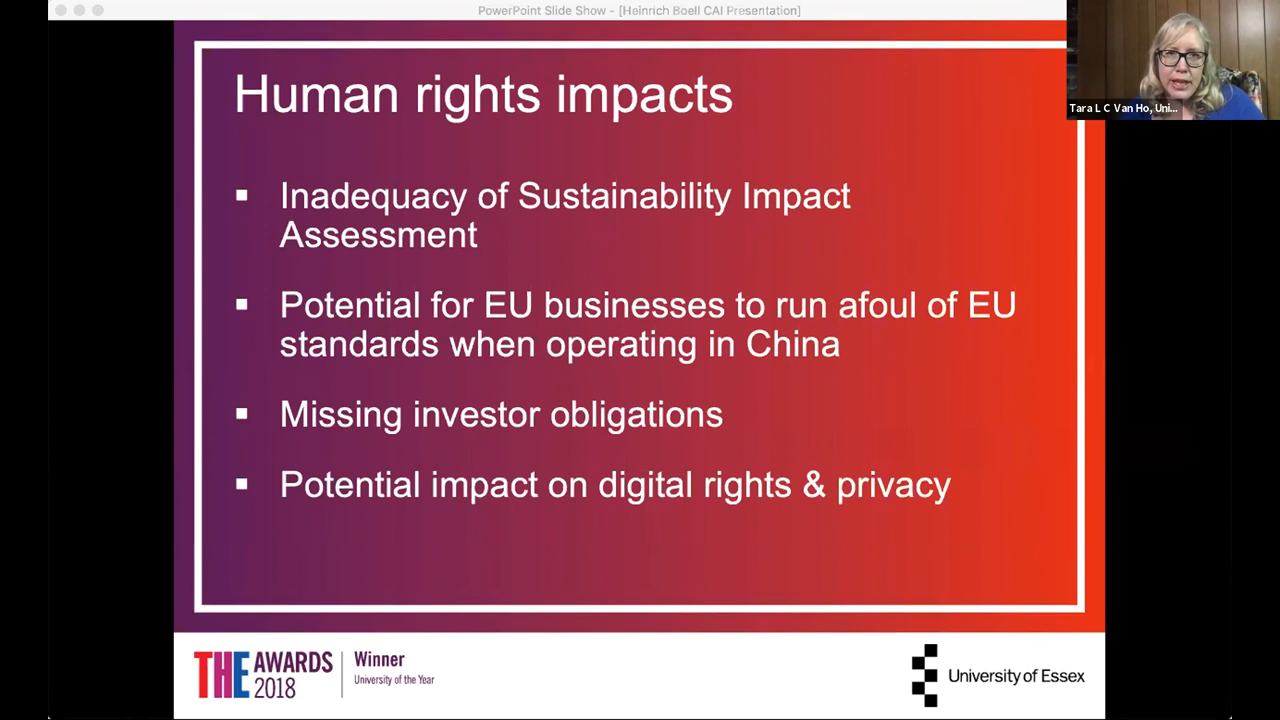 PowerPoint Slide Show - [Heinrich Boell CAI Presentation]
Tara L C Van Ho, Uni...
Human rights impacts
▪ Inadequacy of Sustainability Impact
Assessment
▪ Potential for EU businesses to run afoul of EU
standards when operating in China
▪ Missing investor obligations
▪ Potential impact on digital rights & privacy
THE AWARDS
2018
Winner
University of the Year
University of Essex